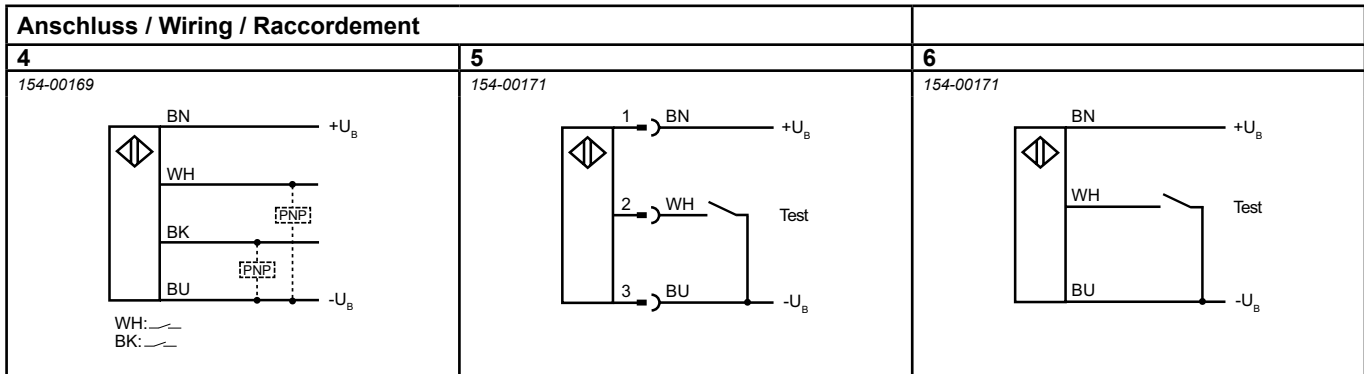 Anschluss / Wiring / Raccordement
4
5
6
154-00169
154-00171
154-00171
BN
+U_B
WH
PNP
BK
PNP
BU
-U_B
WH:
BK:
1 BN
+U_B
2 WH
Test
3 BU
-U_B
BN
+U_B
WH
Test
BU
-U_B